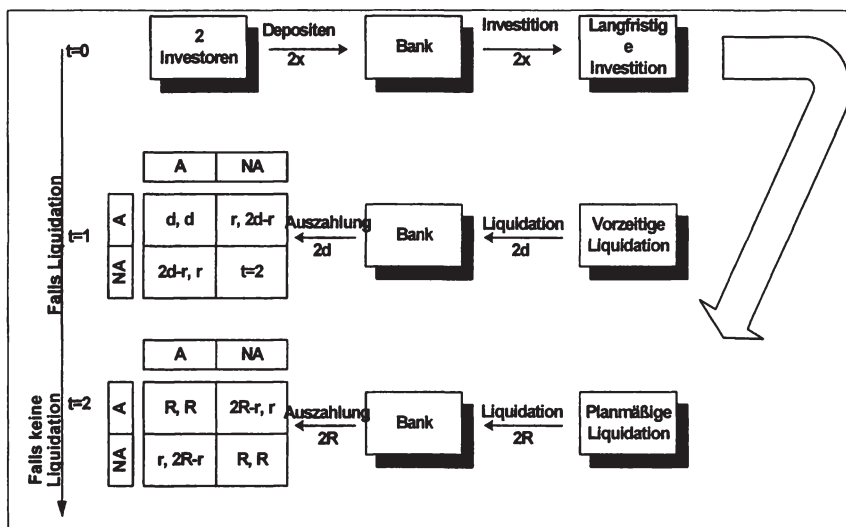 t=0
2
Investoren
Depositen
2x
Bank
Investition
2x
Langfristig
e
Investition
Falls Liquidation
t=1
A NA
A d, d r, 2d-r
NA 2d-r, r t=2
Auszahlung
2d
Bank
Liquidation
2d
Vorzeitige
Liquidation
Falls keine
Liquidation
t=2
A NA
A R, R 2R-r, r
NA r, 2R-r R, R
Auszahlung
2R
Bank
Liquidation
2R
Planmäßige
Liquidation